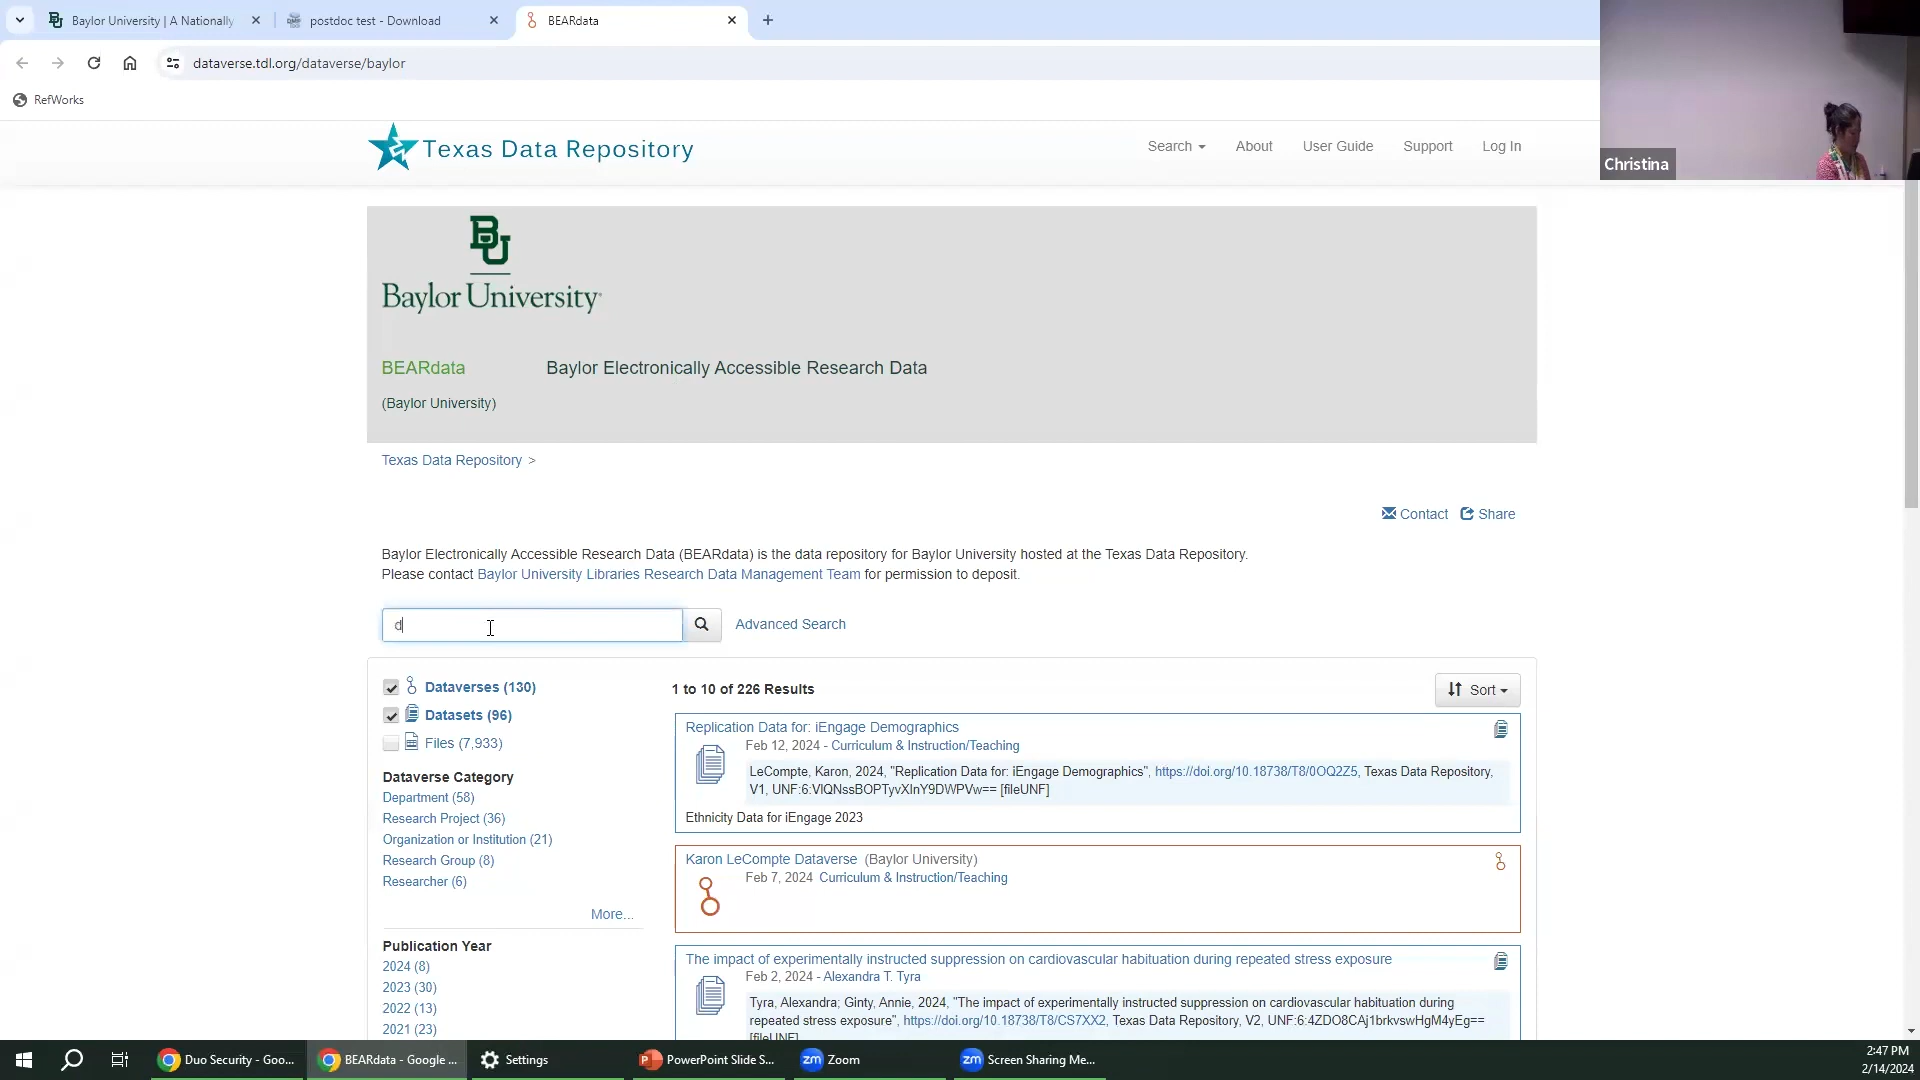 Baylor University | A Nationally
postdoc test - Download
BEARdata
dataverse.tdl.org/dataverse/baylor
RefWorks
Christina
Texas Data Repository
Search
About
User Guide
Support
Log In
BU
Baylor University
BEARdata
Baylor Electronically Accessible Research Data
(Baylor University)
Texas Data Repository >
Contact
Share
Baylor Electronically Accessible Research Data (BEARdata) is the data repository for Baylor University hosted at the Texas Data Repository.
Please contact Baylor University Libraries Research Data Management Team for permission to deposit.
d
Advanced Search
Dataverses (130)
Datasets (96)
Files (7,933)
Dataverse Category
Department (58)
Research Project (36)
Organization or Institution (21)
Research Group (8)
Researcher (6)
More...
Publication Year
2024 (8)
2023 (30)
2022 (13)
2021 (23)
1 to 10 of 226 Results
Sort
Replication Data for: iEngage Demographics
Feb 12, 2024 - Curriculum & Instruction/Teaching
LeCompte, Karon, 2024, "Replication Data for: iEngage Demographics", https://doi.org/10.18738/T8/0OQ2Z5, Texas Data Repository,
V1, UNF:6:VlQNssBOPTyvXInY9DWPVw== [fileUNF]
Ethnicity Data for iEngage 2023
Karon LeCompte Dataverse (Baylor University)
Feb 7, 2024 Curriculum & Instruction/Teaching
The impact of experimentally instructed suppression on cardiovascular habituation during repeated stress exposure
Feb 2, 2024 - Alexandra T. Tyra
Tyra, Alexandra; Ginty, Annie, 2024, "The impact of experimentally instructed suppression on cardiovascular habituation during
repeated stress exposure", https://doi.org/10.18738/T8/CS7XX2, Texas Data Repository, V2, UNF:6:4ZDO8CAj1brkvswHgM4yEg==
[fileUNF]
Duo Security - Goo...
BEARdata - Google ...
Settings
PowerPoint Slide S...
zm Zoom
zm Screen Sharing Me...
2:47 PM
2/14/2024